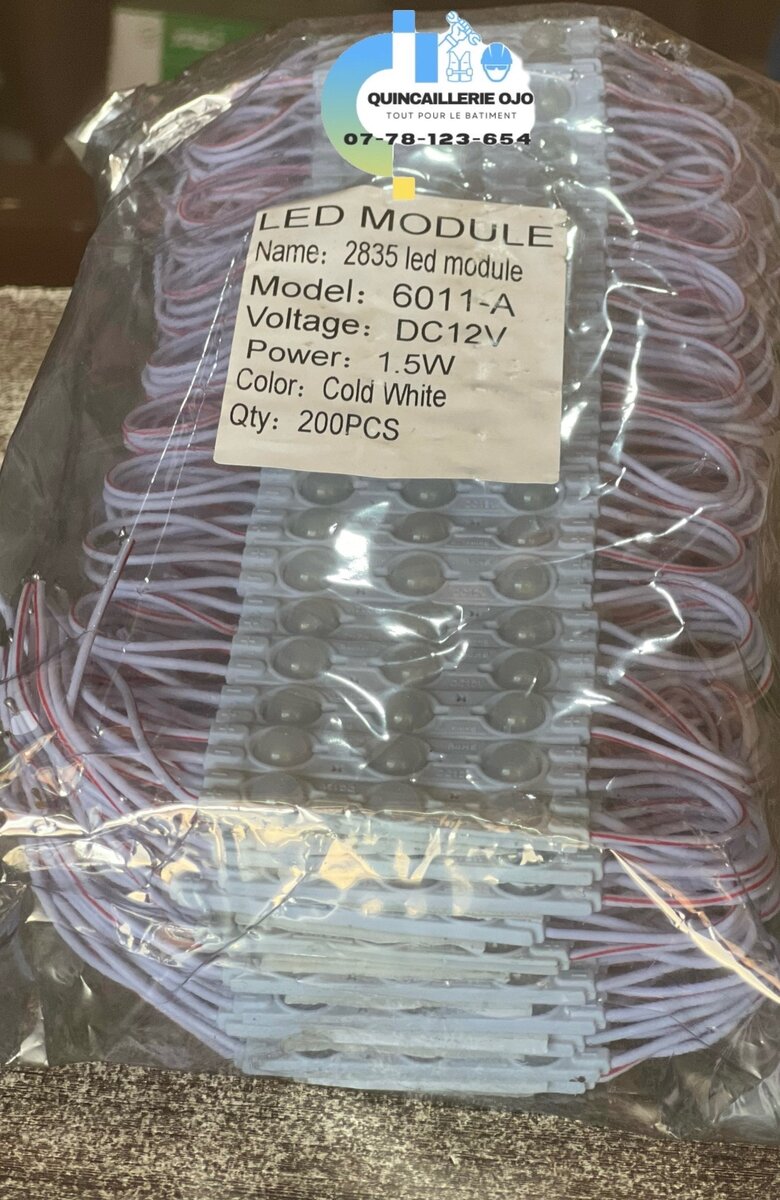 QUINCAILLERIE OJO
TOUT POUR LE BATIMENT
07-78-123-654
LED MODULE
Name: 2835 led module
Model: 6011-A
Voltage: DC12V
Power: 1.5W
Color: Cold White
Qty: 200PCS